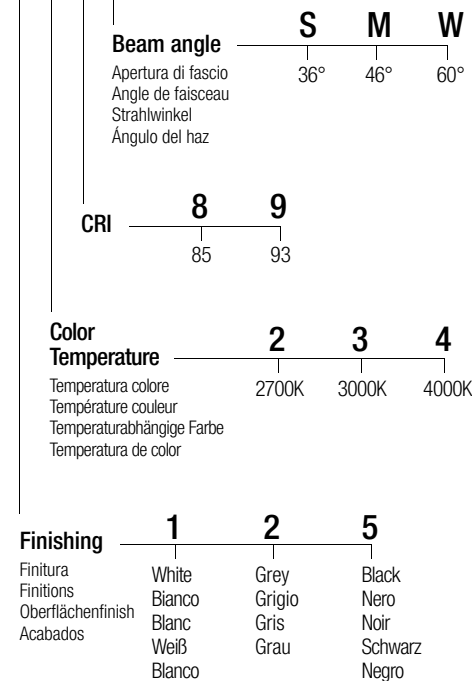 Beam angle
S M W
Apertura di fascio
Angle de faisceau
Strahlwinkel
Ángulo del haz
36° 46° 60°
CRI
8 9
85 93
Color
Temperature
2 3 4
Temperatura colore
Température couleur
Temperaturabhängige Farbe
Temperatura de color
2700K 3000K 4000K
Finishing
1 2 5
Finitura
Finitions
Oberflächenfinish
Acabados
White
Bianco
Blanc
Weiß
Blanco
Grey
Grigio
Gris
Grau
Black
Nero
Noir
Schwarz
Negro